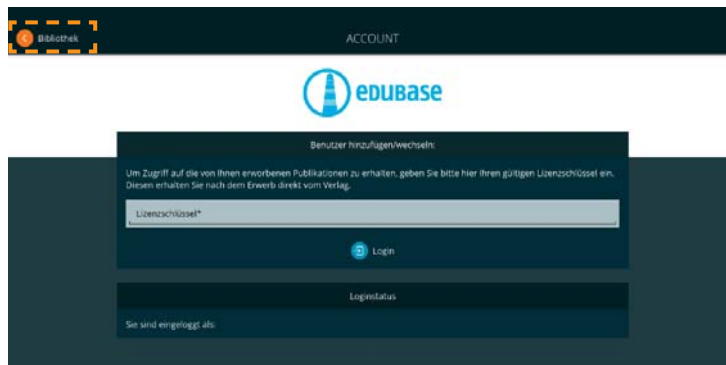 Bibliothek
ACCOUNT
eDUBase
Benutzer hinzufügen/wechseln:
Um Zugriff auf die von Ihnen erworbenen Publikationen zu erhalten, geben Sie bitte hier Ihren gültigen Lizenzschlüssel ein.
Diesen erhalten Sie nach dem Erwerb direkt vom Verlag.
Lizenzschlüssel*
Login
Loginstatus
Sie sind eingeloggt als: